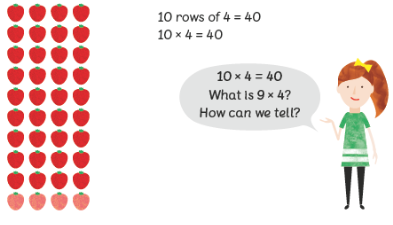 10 rows of 4 = 40
10 × 4 = 40
10 × 4 = 40
What is 9 × 4?
How can we tell?